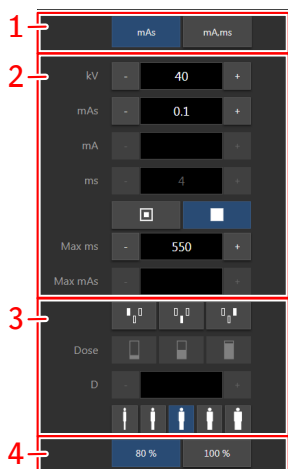 1
mAs mA,ms
2
kV - 40 +
mAs - 0.1 +
mA - +
ms - 4 +
Max ms - 550 +
Max mAs - +
3
Dose
D - +
4
80 % 100 %